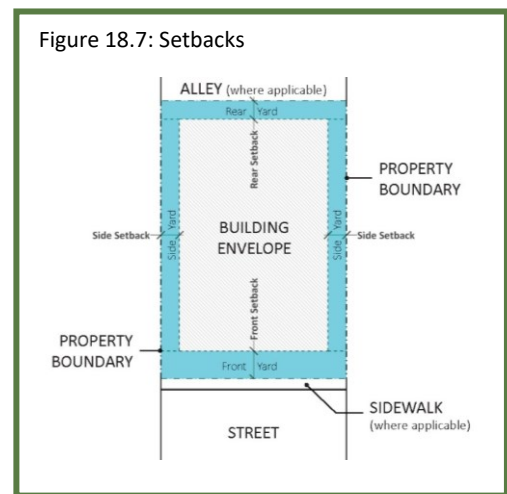 Figure 18.7: Setbacks
ALLEY (where applicable)
Rear Yard
Rear Setback
PROPERTY
BOUNDARY
Side Setback
Side Yard
BUILDING
ENVELOPE
Side Yard
Side Setback
Front Setback
PROPERTY
BOUNDARY
Front Yard
SIDEWALK
(where applicable)
STREET